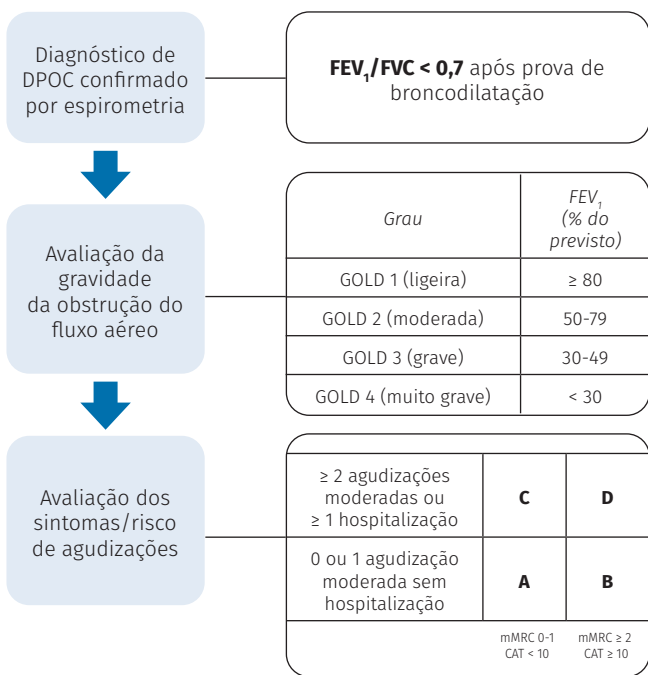 Diagnóstico de
DPOC confirmado
por espirometria
FEV₁/FVC < 0,7 após prova de
broncodilatação
Avaliação da
gravidade
da obstrução do
fluxo aéreo
Grau
FEV₁
(% do
previsto)
GOLD 1 (ligeira)
≥ 80
GOLD 2 (moderada)
50-79
GOLD 3 (grave)
30-49
GOLD 4 (muito grave)
< 30
Avaliação dos
sintomas/risco
de agudizações
≥ 2 agudizações
moderadas ou
≥ 1 hospitalização
C
D
0 ou 1 agudização
moderada sem
hospitalização
A
B
mMRC 0-1
CAT < 10
mMRC ≥ 2
CAT ≥ 10